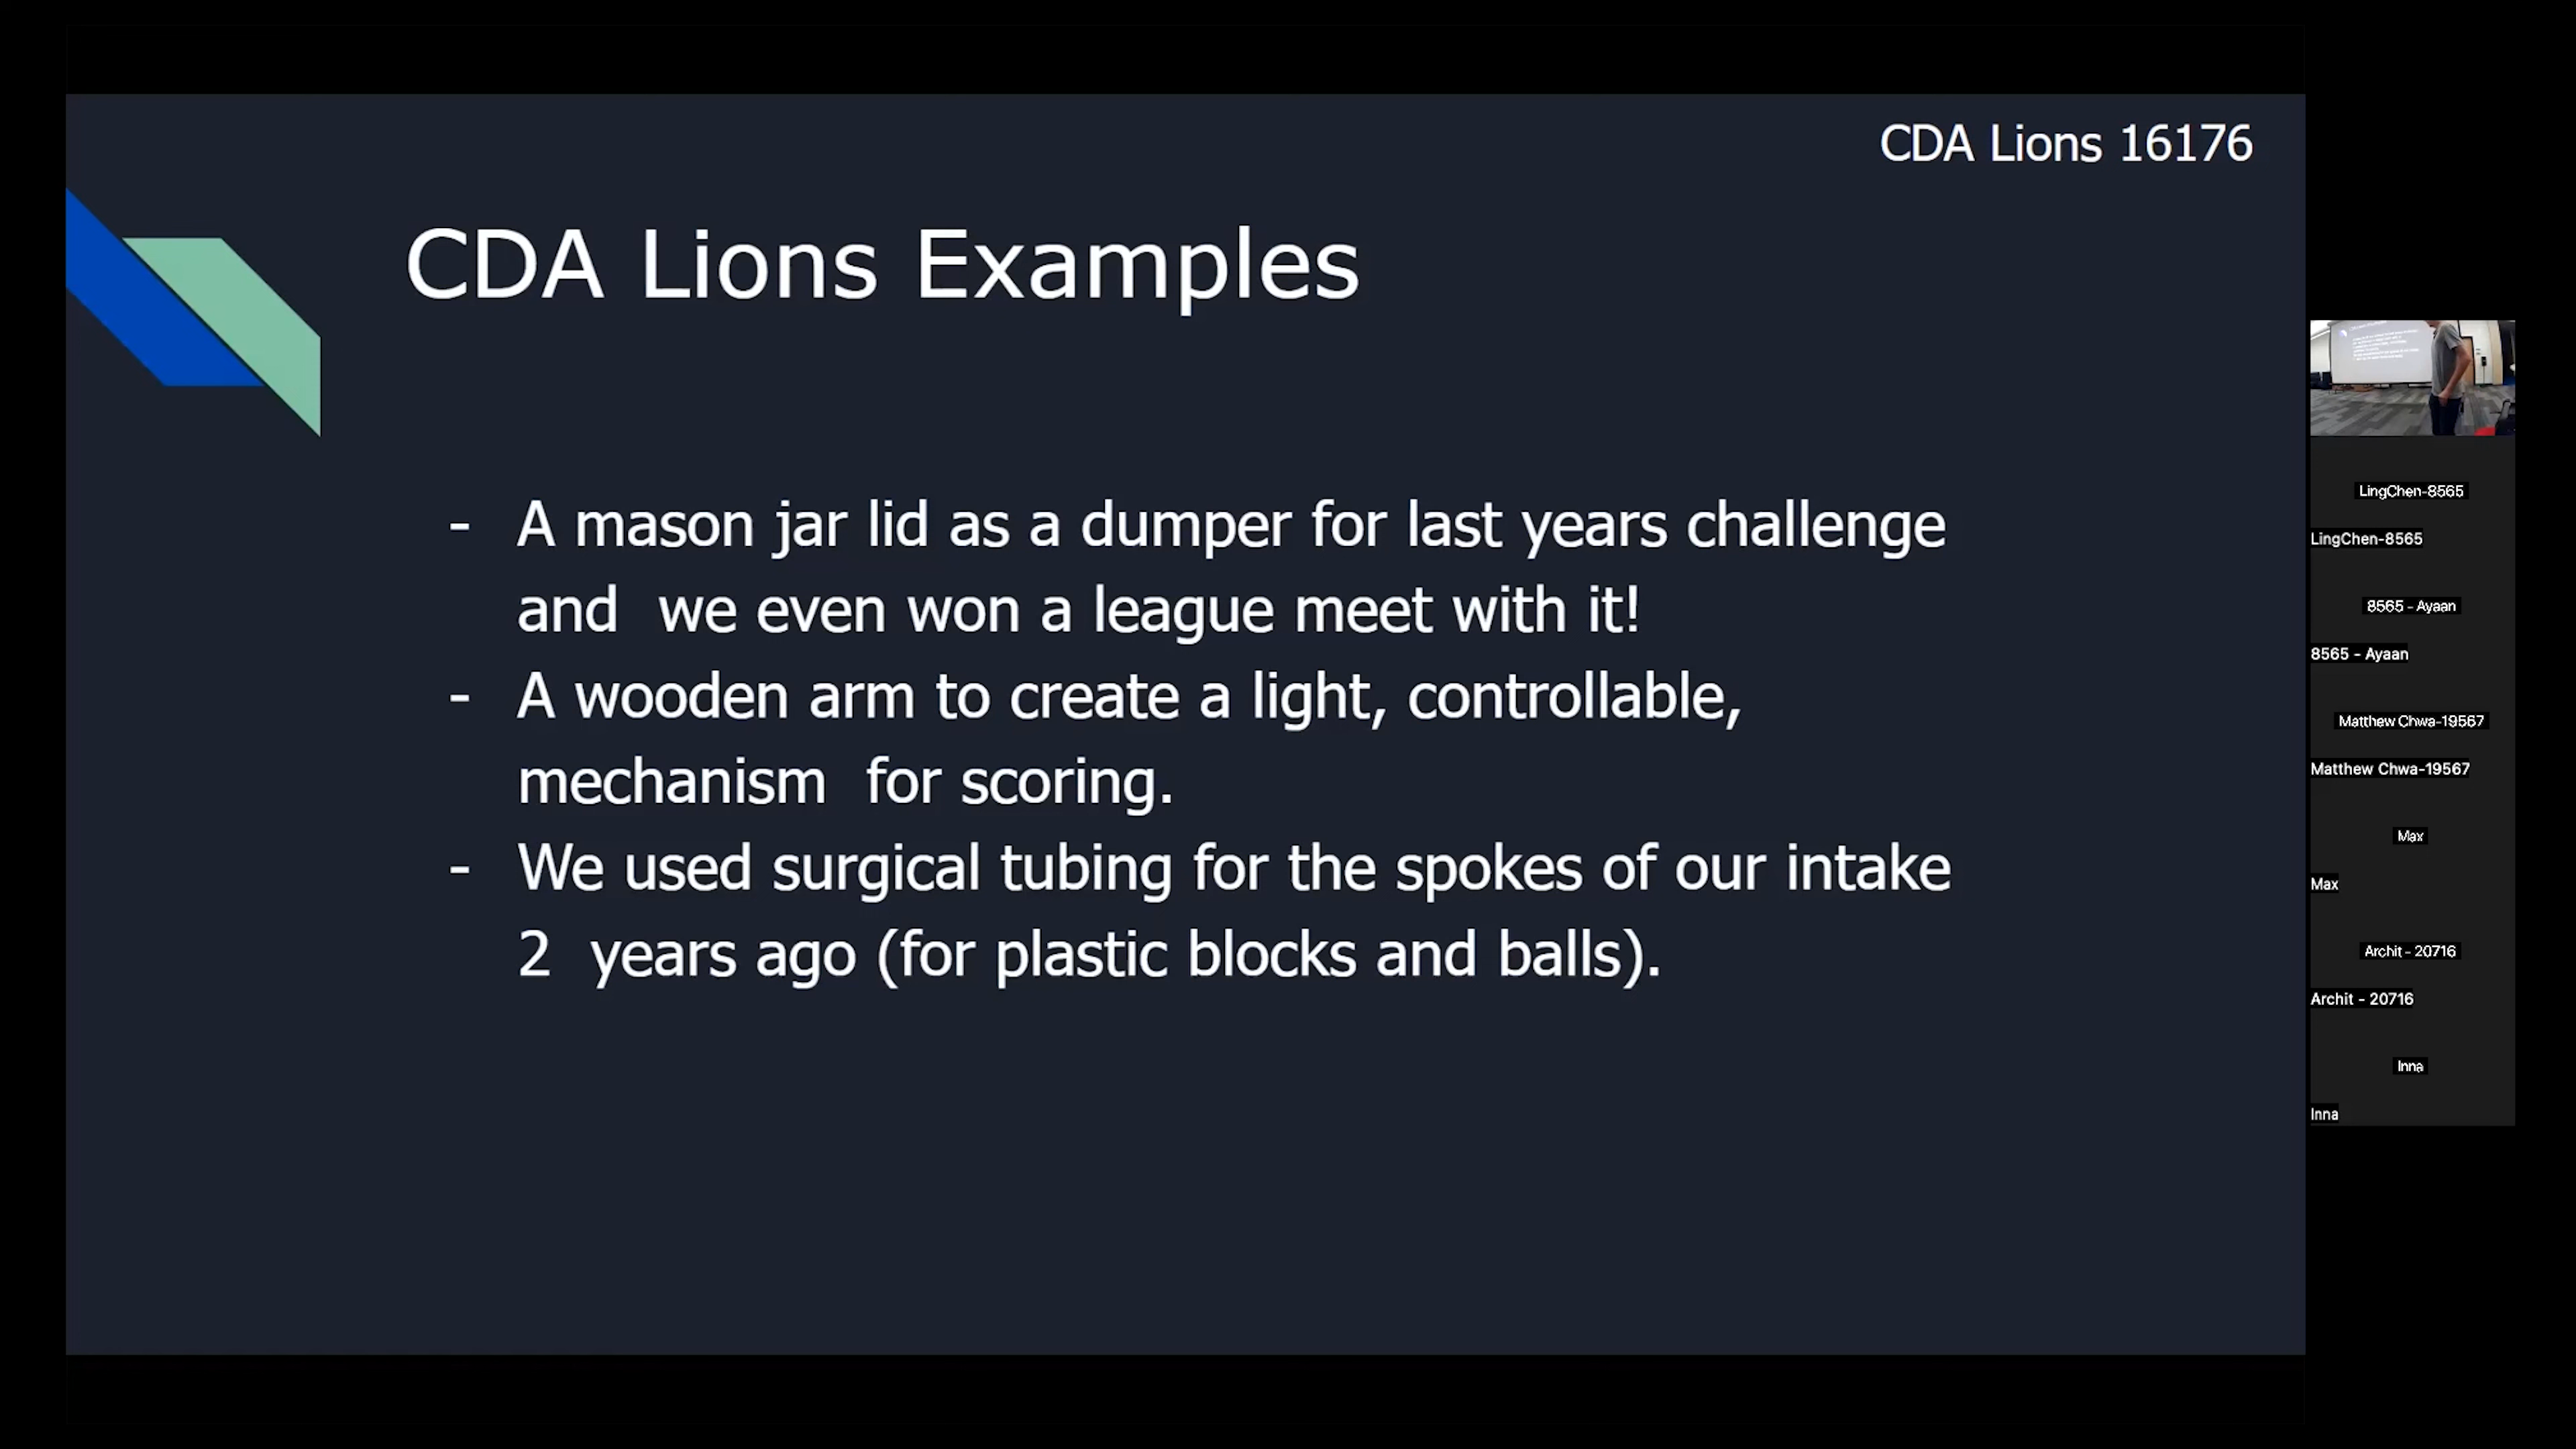 CDA Lions 16176
CDA Lions Examples
- A mason jar lid as a dumper for last years challenge
and we even won a league meet with it!
- A wooden arm to create a light, controllable,
mechanism for scoring.
- We used surgical tubing for the spokes of our intake
2 years ago (for plastic blocks and balls).
LingChen-8565
LingChen-8565
8565 - Ayaan
8565 - Ayaan
Matthew Chwa-19567
Matthew Chwa-19567
Max
Max
Archit - 20716
Archit - 20716
Inna
Inna